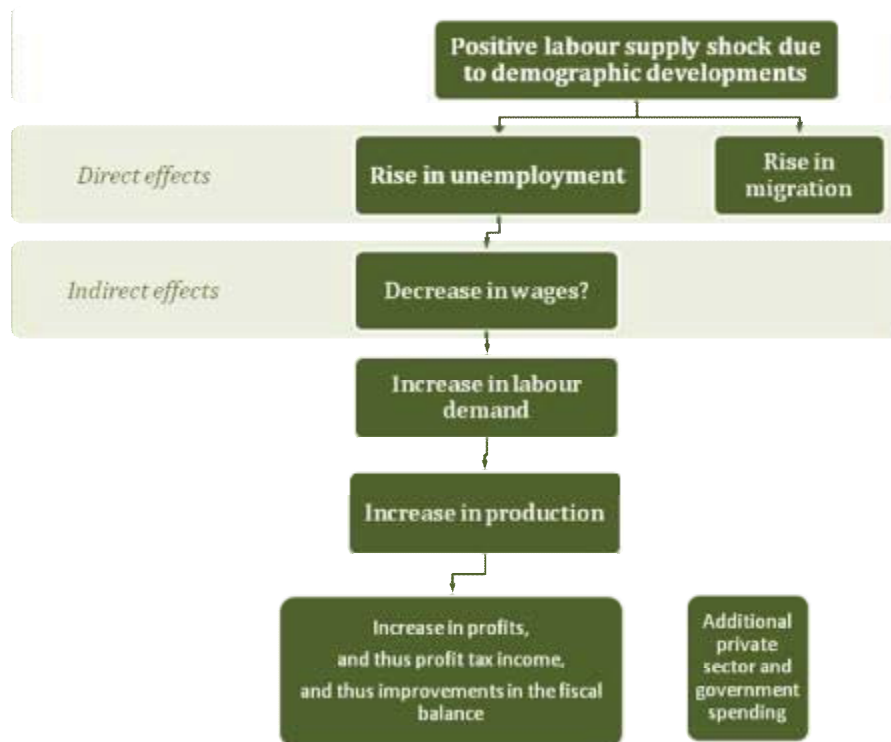 Positive labour supply shock due
to demographic developments
Direct effects
Rise in unemployment
Rise in
migration
Indirect effects
Decrease in wages?
Increase in labour
demand
Increase in production
Increase in profits,
and thus profit tax income,
and thus improvements in the fiscal
balance
Additional
private
sector and
government
spending